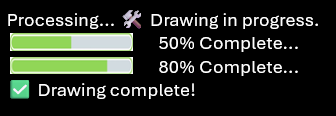 Processing... 🛠️ Drawing in progress.
50% Complete...
80% Complete...
✅ Drawing complete!